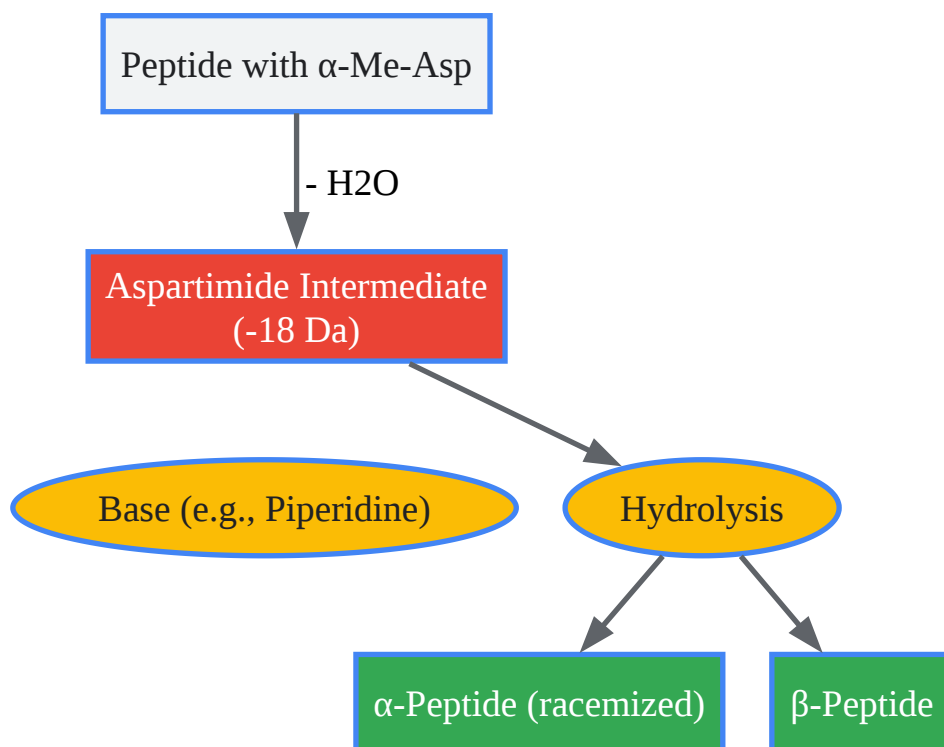 Peptide with α-Me-Asp
- H2O
Aspartimide Intermediate
(-18 Da)
Base (e.g., Piperidine)
Hydrolysis
α-Peptide (racemized)
β-Peptide